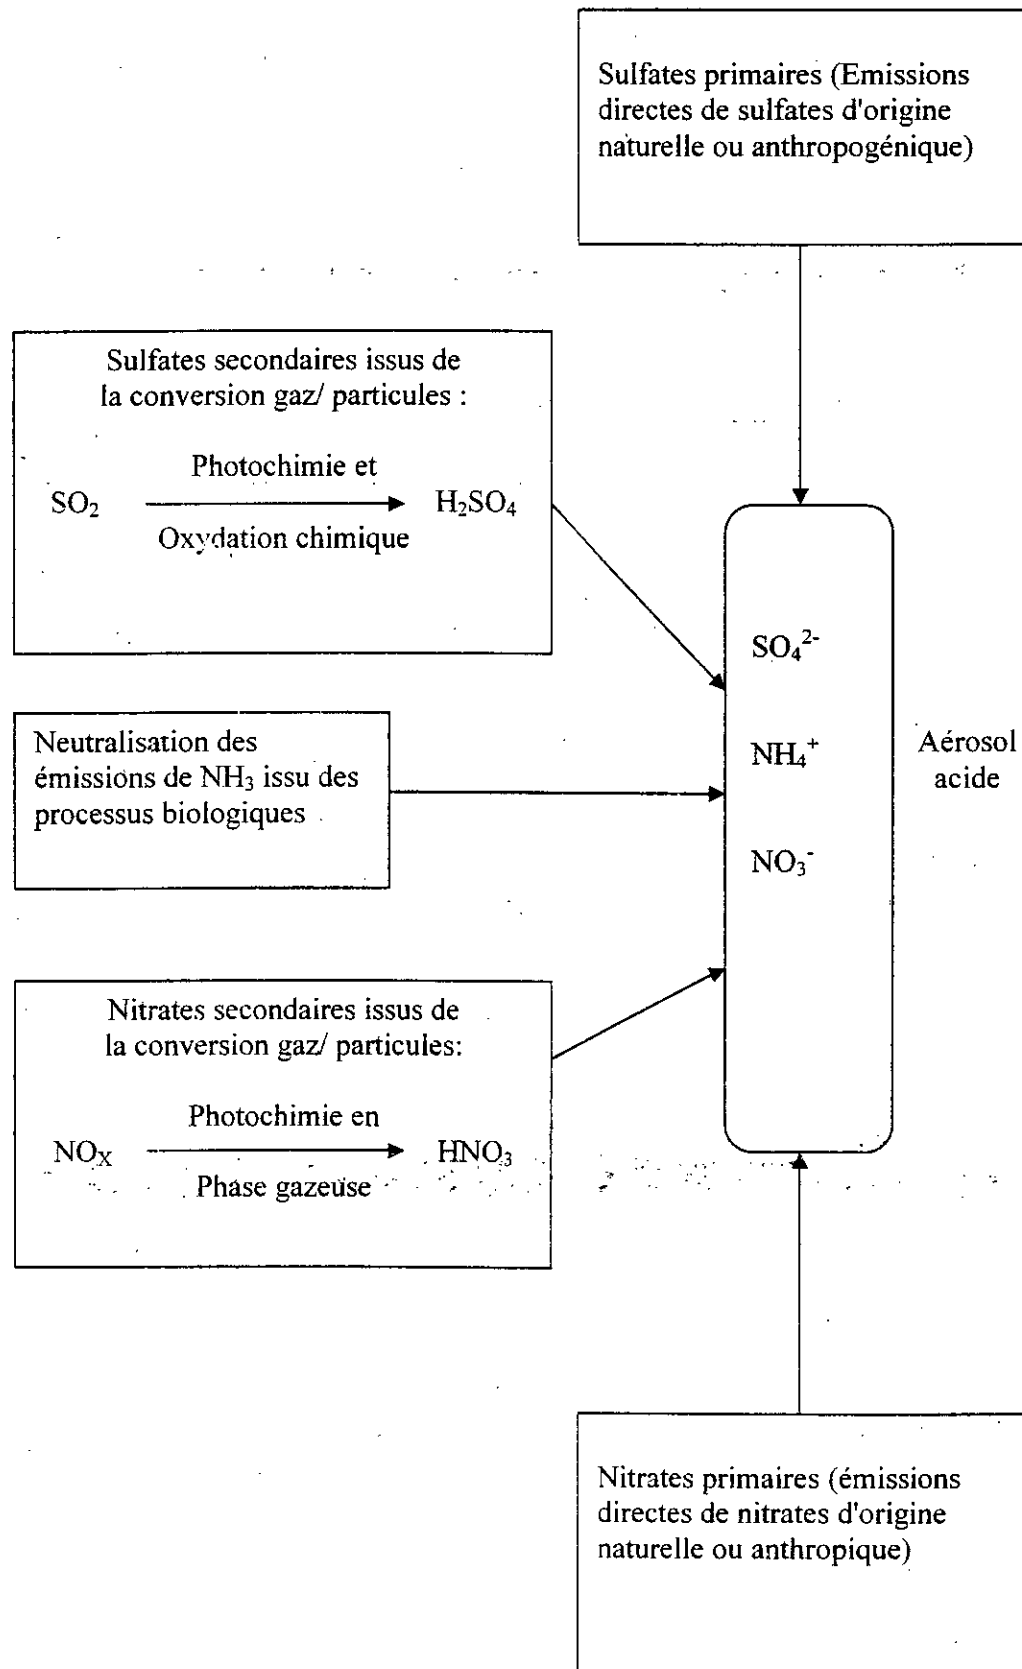 Sulfates primaires (Emissions
directes de sulfates d'origine
naturelle ou anthropogénique)
Sulfates secondaires issus de
la conversion gaz/ particules :
Photochimie et
SO₂ H₂SO₄
Oxydation chimique
SO₄²⁻
Neutralisation des
émissions de NH₃ issu des
processus biologiques
NH₄⁺
Aérosol
acide
NO₃⁻
Nitrates secondaires issus de
la conversion gaz/ particules:
Photochimie en
NOₓ HNO₃
Phase gazeuse
Nitrates primaires (émissions
directes de nitrates d'origine
naturelle ou anthropique)